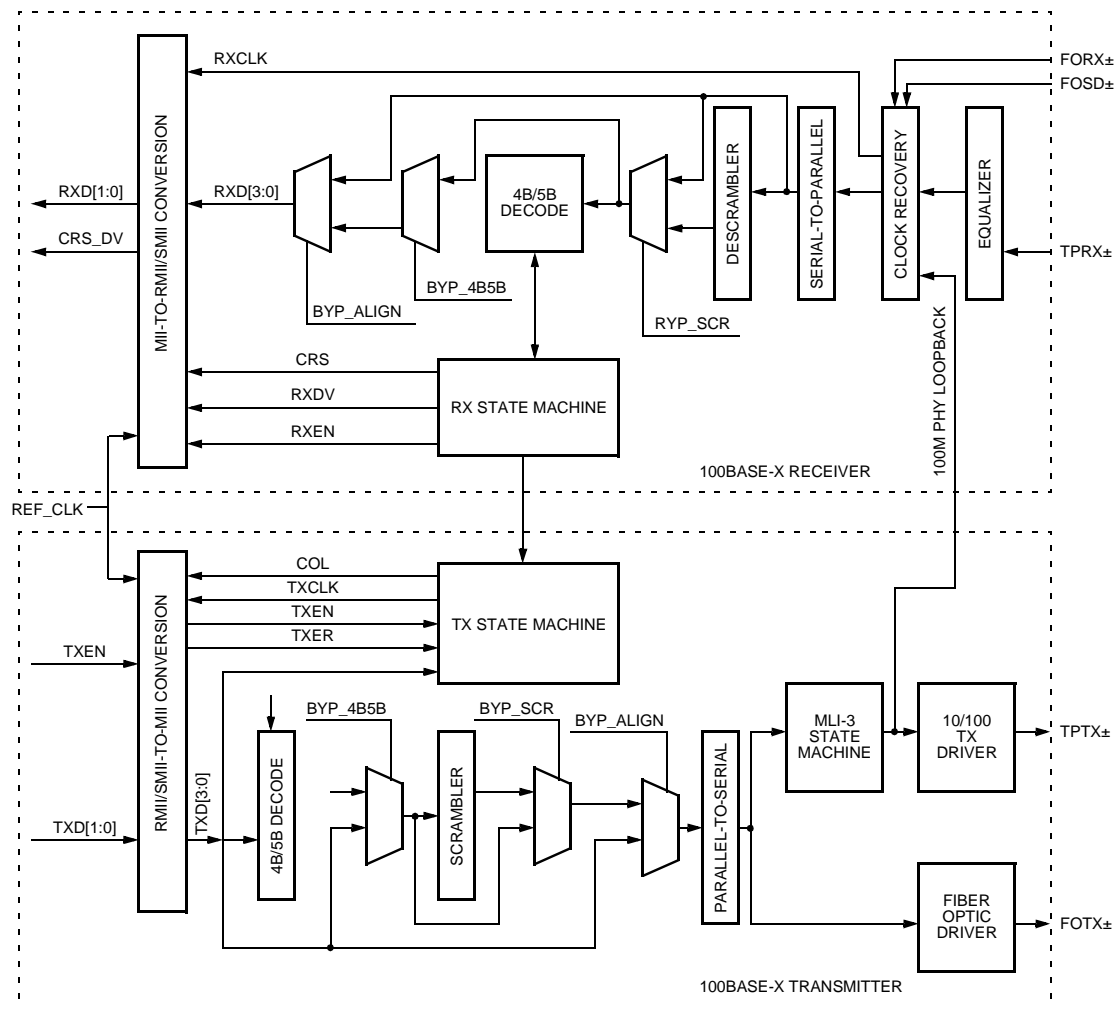 RXCLK
FORX±
FOSD±
MII-TO-RMII/SMII CONVERSION
RXD[1:0]
CRS_DV
RXD[3:0]
4B/5B
DECODE
DESCRAMBLER
SERIAL-TO-PARALLEL
CLOCK RECOVERY
EQUALIZER
TPRX±
BYP_4B5B
BYP_ALIGN
RYP_SCR
CRS
RXDV
RXEN
RX STATE MACHINE
100M PHY LOOPBACK
100BASE-X RECEIVER
REF_CLK
RMII/SMII-TO-MII CONVERSION
COL
TXCLK
TXEN
TXER
TX STATE MACHINE
TXEN
BYP_4B5B
BYP_SCR
BYP_ALIGN
TXD[1:0]
TXD[3:0]
4B/5B DECODE
SCRAMBLER
PARALLEL-TO-SERIAL
MLI-3
STATE
MACHINE
10/100
TX
DRIVER
TPTX±
FIBER
OPTIC
DRIVER
FOTX±
100BASE-X TRANSMITTER